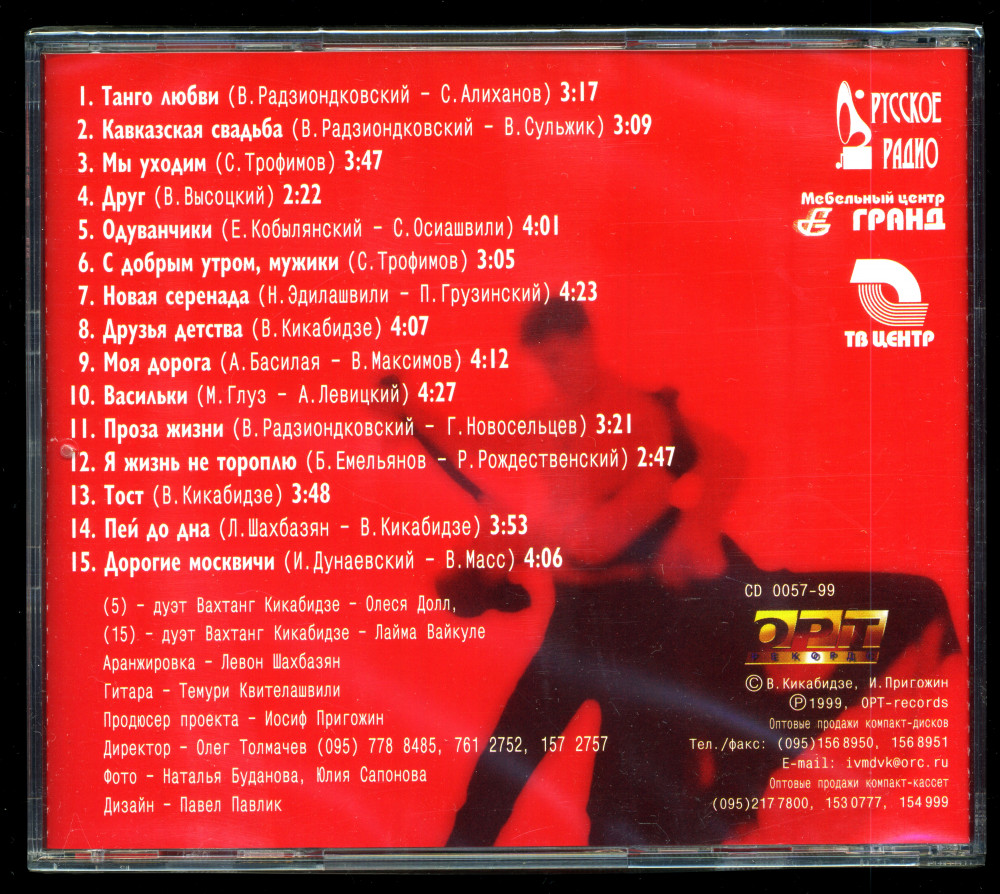 1. Танго любви (В.Радзиондковский – С.Алиханов) 3:17
2. Кавказская свадьба (В.Радзиондковский – В.Сульжик) 3:09
3. Мы уходим (С.Трофимов) 3:47
4. Друг (В.Высоцкий) 2:22
5. Одуванчики (Е.Кобылянский – С.Осиашвили) 4:01
6. С добрым утром, мужики (С.Трофимов) 3:05
7. Новая серенада (Н.Эдилашвили – П.Грузинский) 4:23
8. Друзья детства (В.Кикабидзе) 4:07
9. Моя дорога (А.Басилая – В.Максимов) 4:12
10. Васильки (М.Глуз – А.Левицкий) 4:27
11. Проза жизни (В.Радзиондковский – Г.Новосельцев) 3:21
12. Я жизнь не тороплю (Б.Емельянов – Р.Рождественский) 2:47
13. Тост (В.Кикабидзе) 3:48
14. Пей до дна (Л.Шахбазян – В.Кикабидзе) 3:53
15. Дорогие москвичи (И.Дунаевский – В.Масс) 4:06
(5) – дуэт Вахтанг Кикабидзе – Олеся Долл,
(15) – дуэт Вахтанг Кикабидзе – Лайма Вайкуле
Аранжировка – Левон Шахбазян
Гитара – Темури Квителашвили
Продюсер проекта – Иосиф Пригожин
Директор – Олег Толмачев (095) 778 8485, 761 2752, 157 2757
Фото – Наталья Буданова, Юлия Сапонова
Дизайн – Павел Павлик
РУССКОЕ
РАДИО
Мебельный центр
ГРАНД
ТВ ЦЕНТР
CD 0057-99
ОРТ
РЕКОРДС
© В.Кикабидзе, И.Пригожин
℗1999, ОРТ-records
Оптовые продажи компакт-дисков
Тел./факс: (095)156 8950, 156 8951
E-mail: ivmdvk@orc.ru
Оптовые продажи компакт-кассет
(095)217 7800, 153 0777, 154 999